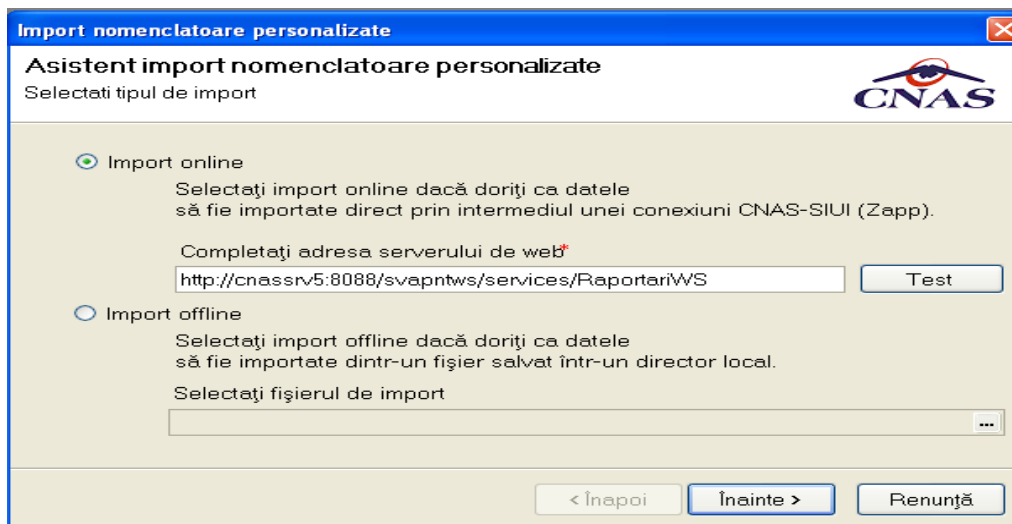 Import nomenclatoare personalizate
Asistent import nomenclatoare personalizate
Selectati tipul de import
CNAS
Import online
Selectaţi import online dacă doriţi ca datele
să fie importate direct prin intermediul unei conexiuni CNAS-SIUI (Zapp).
Completaţi adresa serverului de web*
http://cnassrv5:8088/svapntws/services/RaportariWS
Test
Import offline
Selectaţi import offline dacă doriţi ca datele
să fie importate dintr-un fişier salvat într-un director local.
Selectaţi fişierul de import
...
< Înapoi
Înainte >
Renunţă